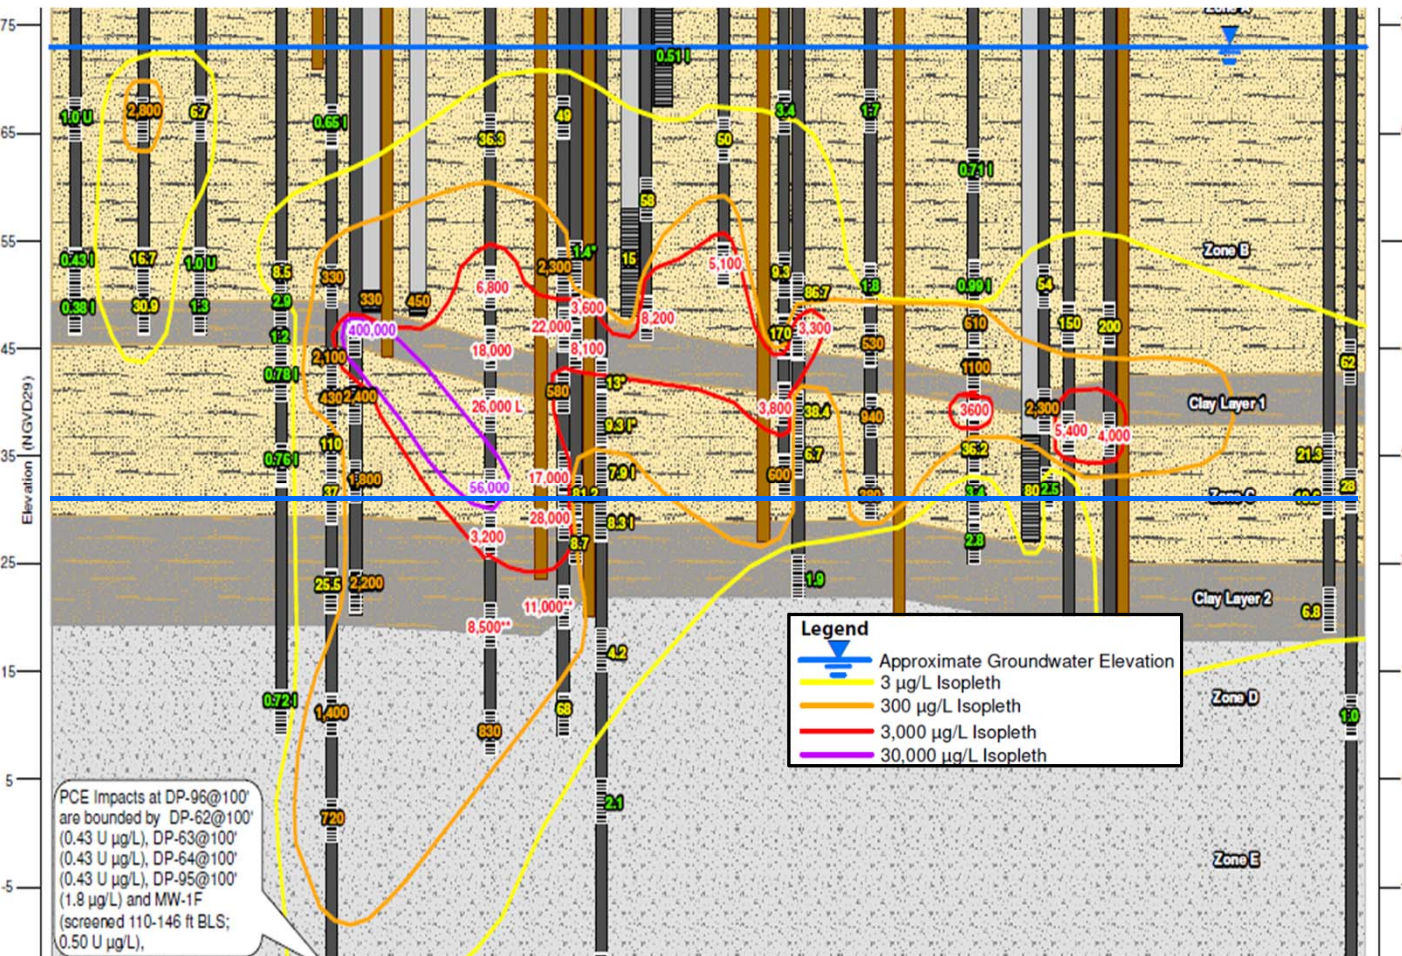 Zone A
75
0.51 I
1.0 U
2,800
6.7
0.65 I
36.3
49
50
3.4
1.7
65
0.71 I
58
55
0.43 I
16.7
1.0 U
8.5
330
2,300
1.4*
15
5,100
9.3
1.8
0.99 I
54
Zone B
0.38 I
30.9
1.3
2.9
330
450
6,800
3,600
8,200
86.7
1.2
400,000
22,000
170
3,300
610
150
200
45
0.78 I
2,100
18,000
8,100
530
1100
62
430
2,400
26,000 L
580
13*
3,800
38.4
940
3600
2,300
5,400
4,000
Clay Layer 1
9.3 I*
35
0.76 I
110
1,800
17,000
7.9 I
600
6.7
36.2
21.3
37
56,000
81.2
3.4
80
2.5
Zone C
28
Elevation (NGVD29)
3,200
28,000
8.3 I
8.7
2.8
25
25.5
2,200
11,000**
1.9
Clay Layer 2
6.8
8,500**
4.2
15
0.72 I
1,400
830
68
Zone D
1.0
Legend
Approximate Groundwater Elevation
3 µg/L Isopleth
300 µg/L Isopleth
3,000 µg/L Isopleth
30,000 µg/L Isopleth
5
720
2.1
Zone E
-5
PCE Impacts at DP-96@100'
are bounded by DP-62@100'
(0.43 U µg/L), DP-63@100'
(0.43 U µg/L), DP-64@100'
(0.43 U µg/L), DP-95@100'
(1.8 µg/L) and MW-1F
(screened 110-146 ft BLS;
0.50 U µg/L),